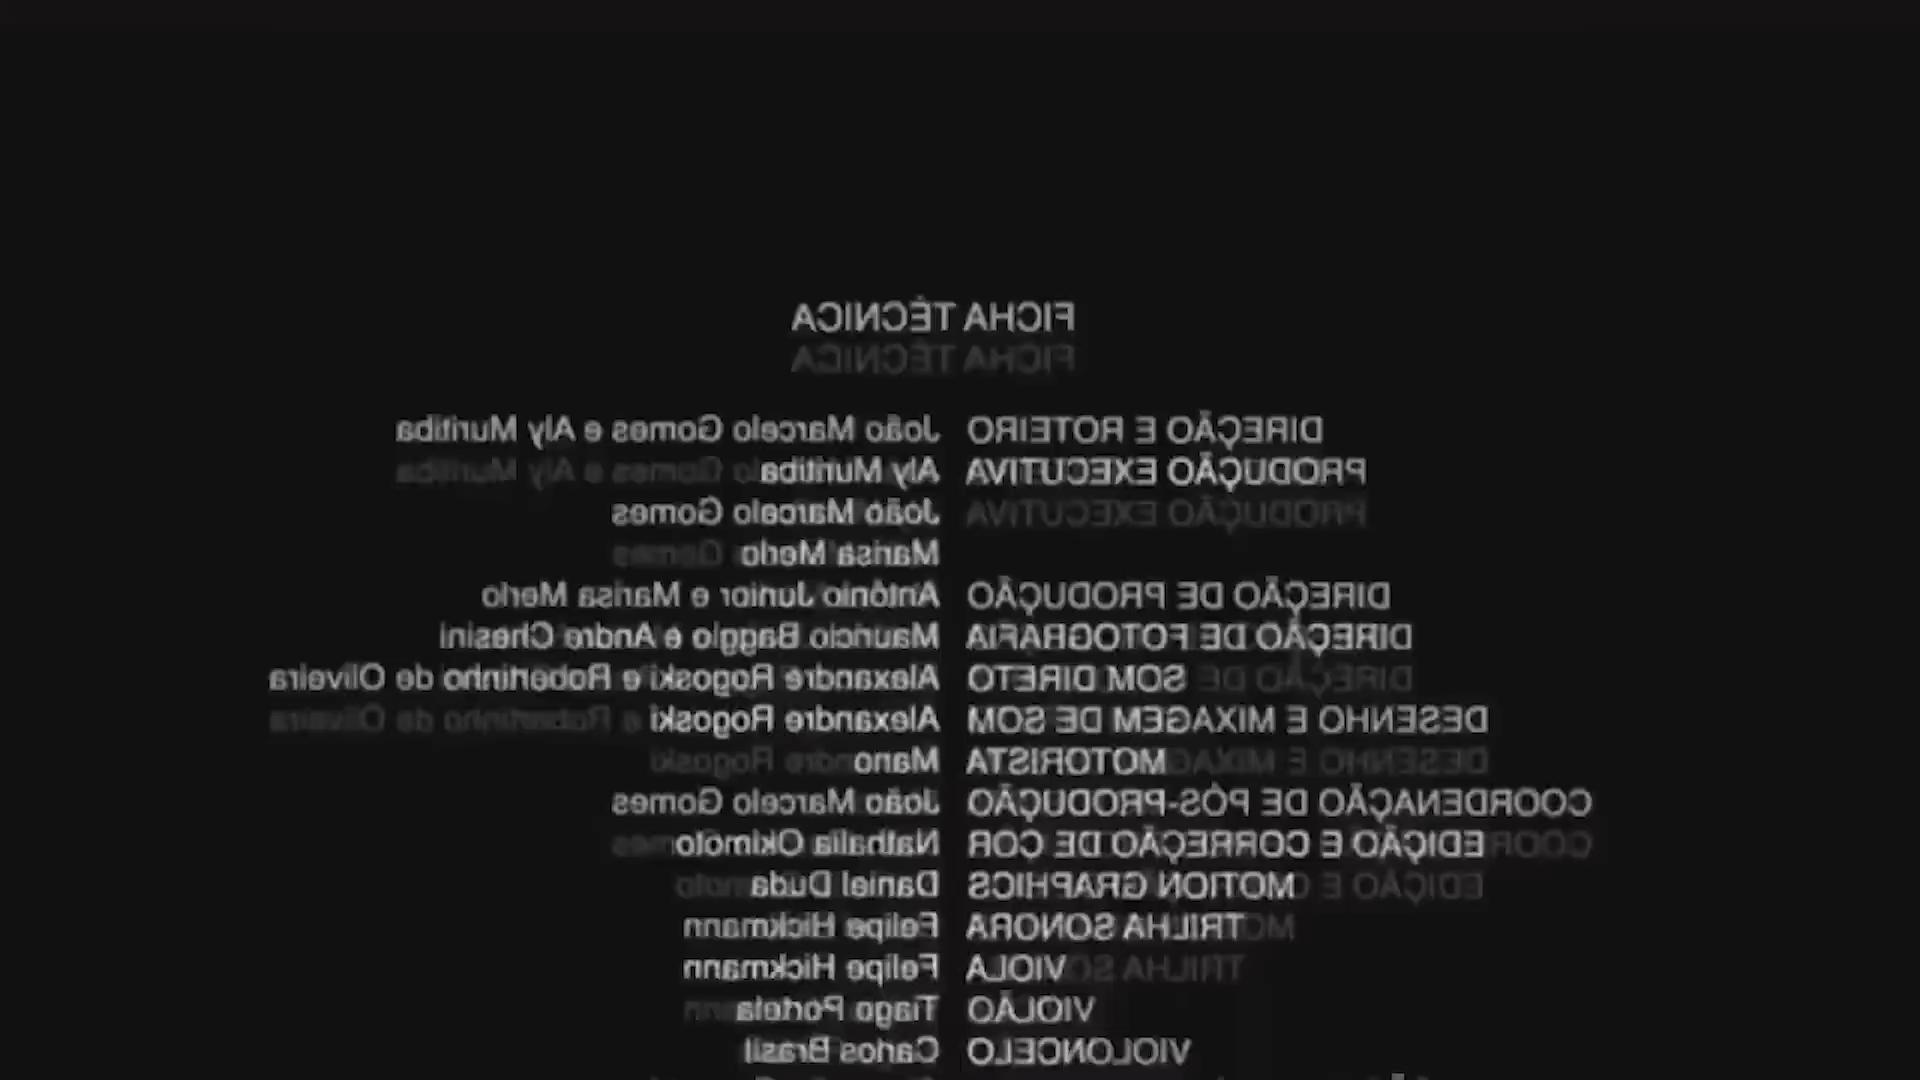 FICHA TÉCNICA
DIREÇÃO E ROTEIRO João Marcelo Gomes e Aly Muritiba
PRODUÇÃO EXECUTIVA Aly Muritiba
João Marcelo Gomes
Marisa Merlo
DIREÇÃO DE PRODUÇÃO Antônio Junior e Marisa Merlo
DIREÇÃO DE FOTOGRAFIA Mauricio Baggio e Andre Chesini
SOM DIRETO Alexandre Rogoski e Robertinho de Oliveira
DESENHO E MIXAGEM DE SOM Alexandre Rogoski
MOTORISTA Mano
COORDENAÇÃO DE PÓS-PRODUÇÃO João Marcelo Gomes
EDIÇÃO E CORREÇÃO DE COR Nathalia Okimoto
MOTION GRAPHICS Daniel Duda
TRILHA SONORA Felipe Hickmann
VIOLA Felipe Hickmann
VIOLÃO Tiago Portela
VIOLONCELO Carlos Brasil